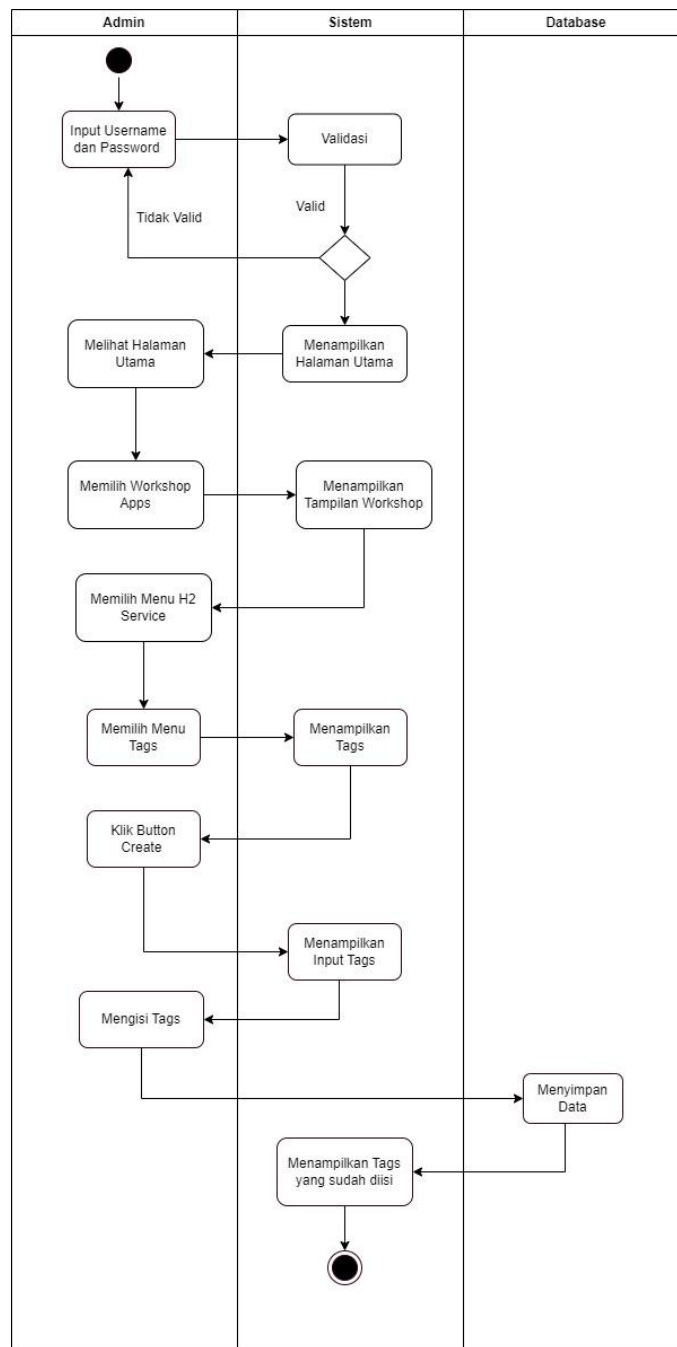 Admin
Sistem
Database
Input Username
dan Password
Validasi
Tidak Valid
Valid
Melihat Halaman
Utama
Menampilkan
Halaman Utama
Memilih Workshop
Apps
Menampilkan
Tampilan Workshop
Memilih Menu H2
Service
Memilih Menu
Tags
Menampilkan
Tags
Klik Button
Create
Menampilkan
Input Tags
Mengisi Tags
Menyimpan
Data
Menampilkan Tags
yang sudah diisi